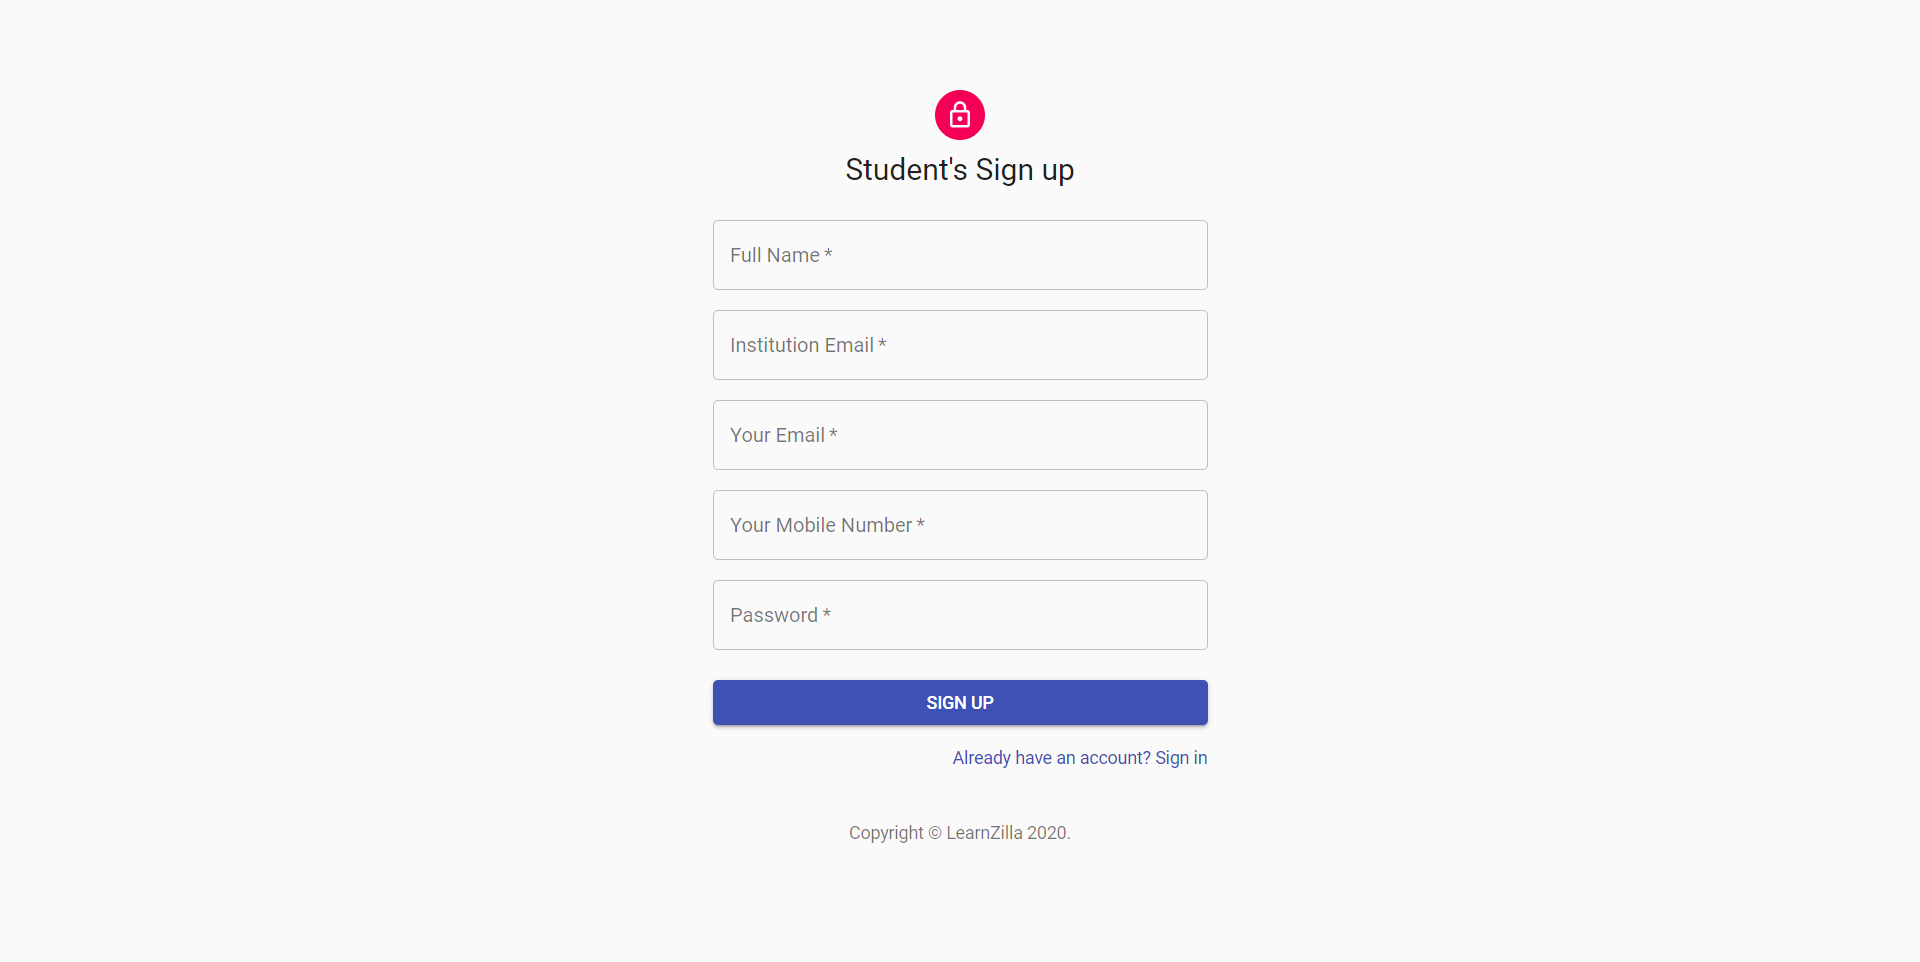 Student's Sign up
Full Name *
Institution Email *
Your Email *
Your Mobile Number *
Password *
SIGN UP
Already have an account? Sign in
Copyright © LearnZilla 2020.